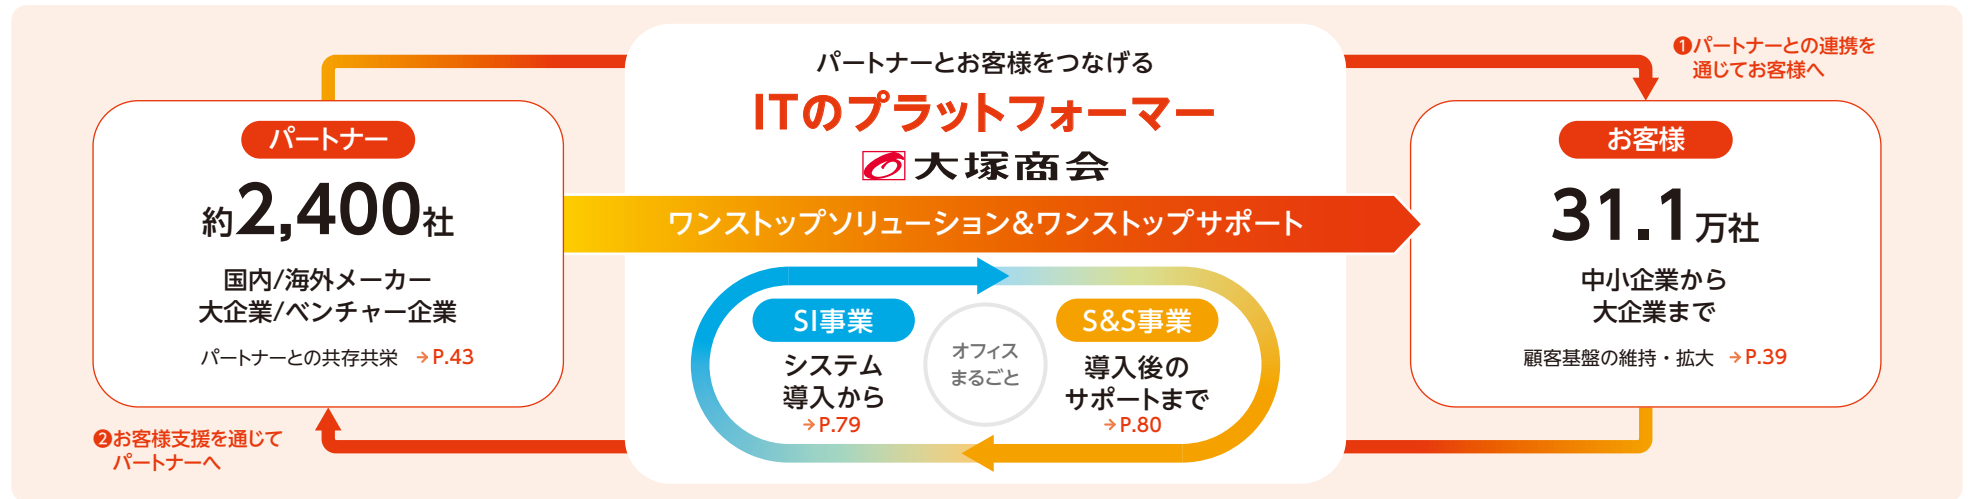 パートナーとお客様をつなげる
ITのプラットフォーマー
大塚商会
❶パートナーとの連携を
通じてお客様へ
パートナー
約2,400社
国内/海外メーカー
大企業/ベンチャー企業
パートナーとの共存共栄 →P.43
ワンストップソリューション&ワンストップサポート
SI事業
システム
導入から
→P.79
オフィス
まるごと
S&S事業
導入後の
サポートまで
→P.80
お客様
31.1万社
中小企業から
大企業まで
顧客基盤の維持・拡大 →P.39
❷お客様支援を通じて
パートナーへ